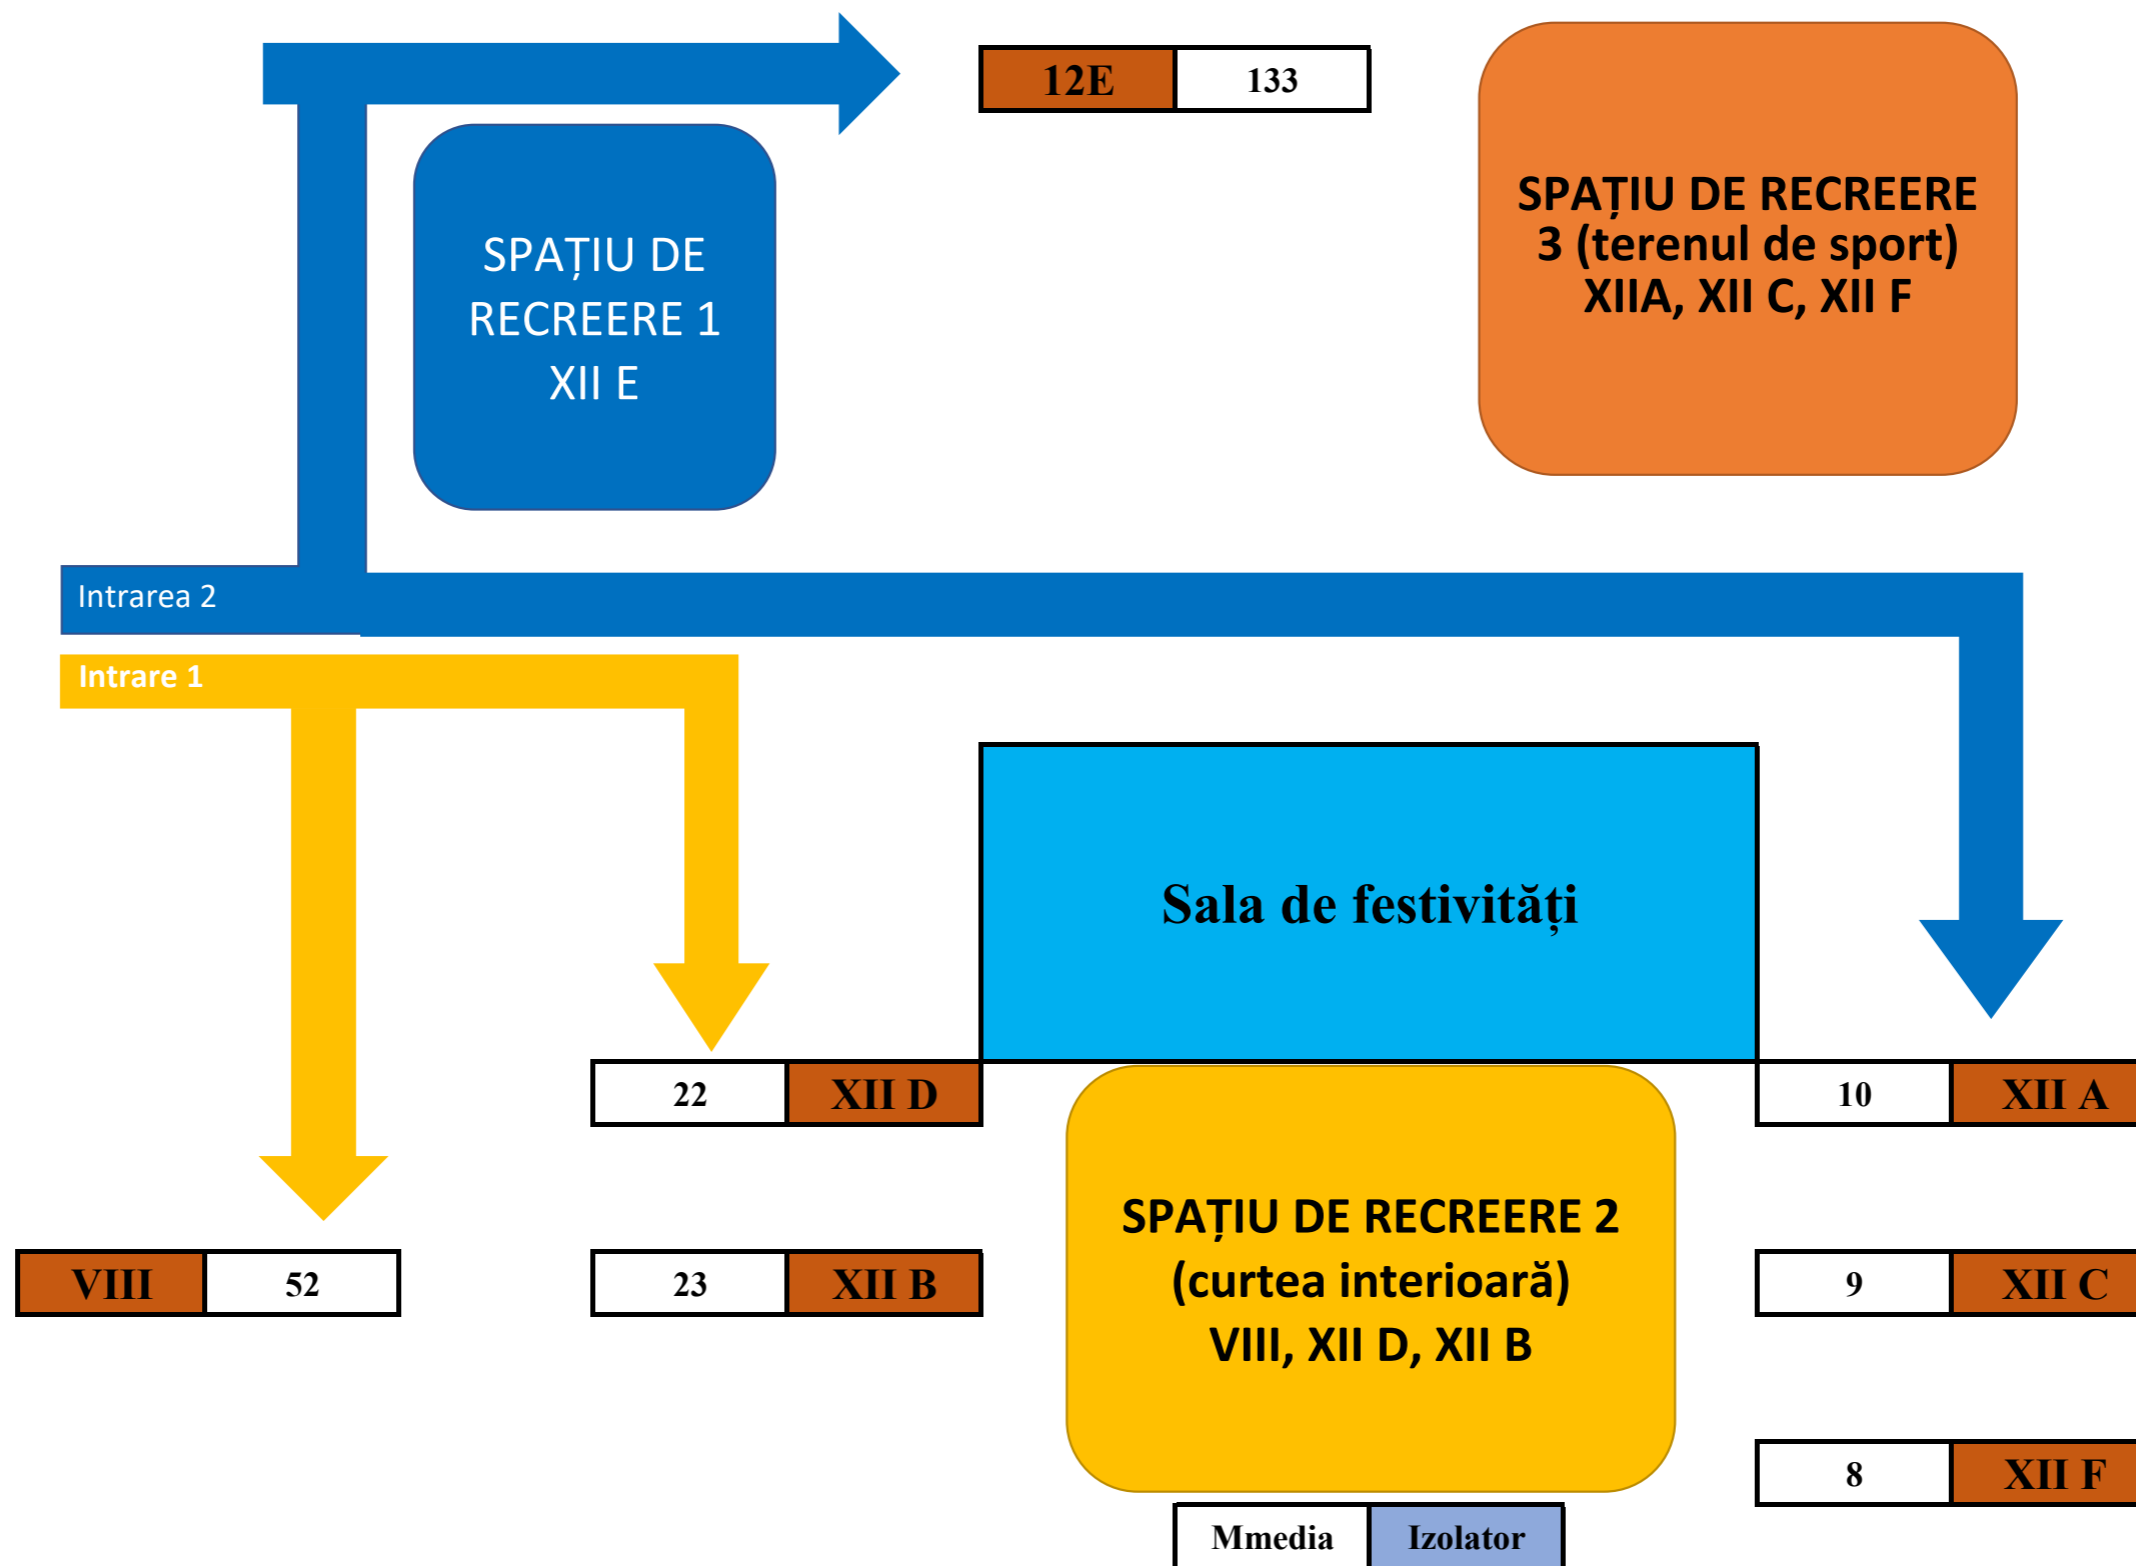 12E 133
SPAȚIU DE
RECREERE 1
XII E
SPAȚIU DE RECREERE
3 (terenul de sport)
XIIA, XII C, XII F
Intrarea 2
Intrare 1
Sala de festivități
22 XII D
10 XII A
SPAȚIU DE RECREERE 2
(curtea interioară)
VIII, XII D, XII B
VIII 52
23 XII B
9 XII C
8 XII F
Mmedia Izolator